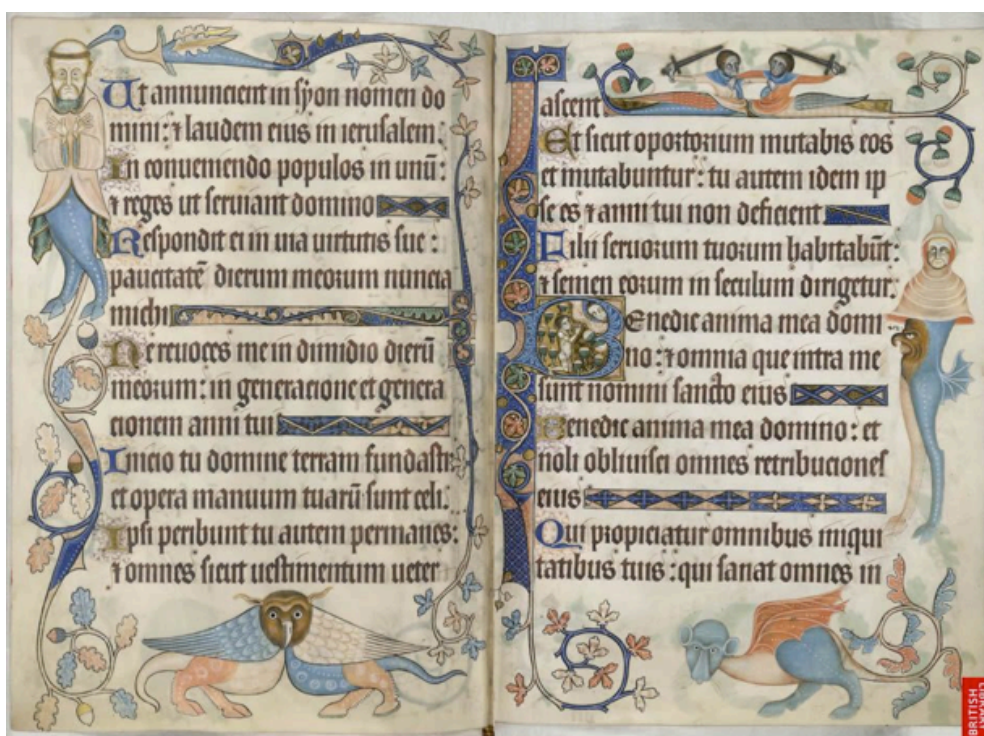 Ut annuncient in syon nomen do
mini: ⁊ laudem eius in ierusalem.
In conueniendo populos in unū:
⁊ reges ut seruiant domino
Respondit ei in uia uirtutis sue:
paucitatē dierum meorum nuncia
michi
Ne reuoces me in dimidio dierū
meorum: in generacione et genera
cionem anni tui
Inicio tu domine terram fundasti:
et opera manuum tuarū sunt celi.
Ipsi peribunt tu autem permanes:
⁊ omnes sicut uestimentum ueter
ascent
Et sicut oportorium mutabis eos
et mutabuntur: tu autem idem ip
se es ⁊ anni tui non deficient
Filii seruorum tuorum habitabūt:
⁊ semen eorum in seculum dirigetur.
Benedic anima mea domi
no: ⁊ omnia que intra me
sunt nomini sancto eius
Benedic anima mea domino: et
noli obliuisci omnes retribuciones
eius
Qui propiciatur omnibus iniqui
tatibus tuis: qui sanat omnes in
BRITISH
LIBRARY